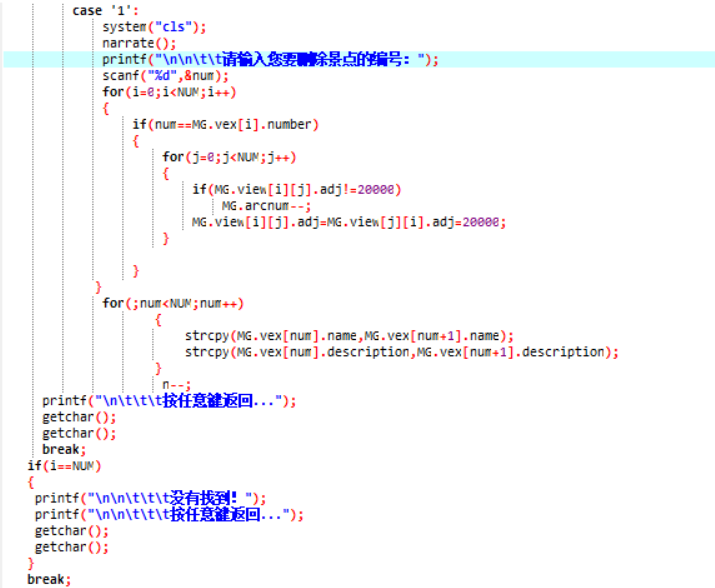 case '1':
system("cls");
narrate();
printf("\n\n\t\t请输入您要删除景点的编号: ");
scanf("%d",&num);
for(i=0;i<NUM;i++)
{
if(num==MG.vex[i].number)
{
for(j=0;j<NUM;j++)
{
if(MG.view[i][j].adj!=20000)
MG.arcnum--;
MG.view[i][j].adj=MG.view[j][i].adj=20000;
}
}
}
for(;num<NUM;num++)
{
strcpy(MG.vex[num].name,MG.vex[num+1].name);
strcpy(MG.vex[num].description,MG.vex[num+1].description);
}
n--;
printf("\n\t\t\t按任意键返回...");
getchar();
getchar();
break;
if(i==NUM)
{
printf("\n\n\t\t\t没有找到! ");
printf("\n\n\t\t\t按任意键返回...");
getchar();
getchar();
}
break;